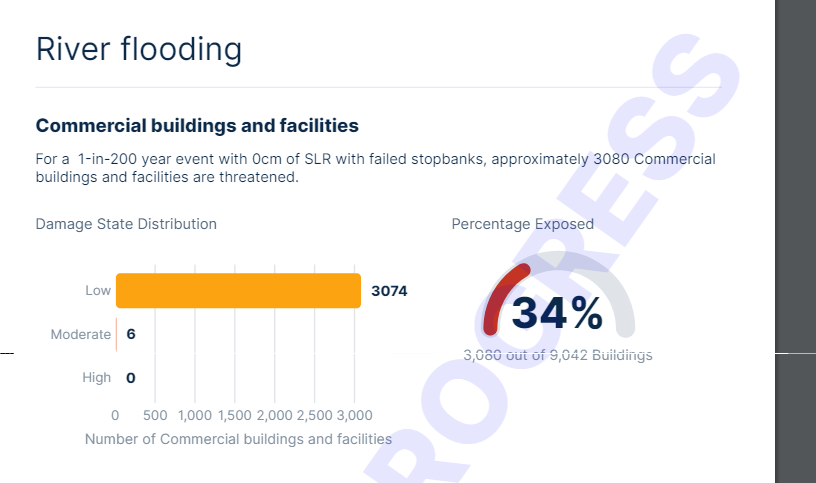 River flooding
Commercial buildings and facilities
For a 1-in-200 year event with 0cm of SLR with failed stopbanks, approximately 3080 Commercial
buildings and facilities are threatened.
Damage State Distribution
Percentage Exposed
Low 3074
Moderate 6
High 0
0 500 1,000 1,500 2,000 2,500 3,000
Number of Commercial buildings and facilities
34%
3,080 out of 9,042 Buildings
ROGRESS